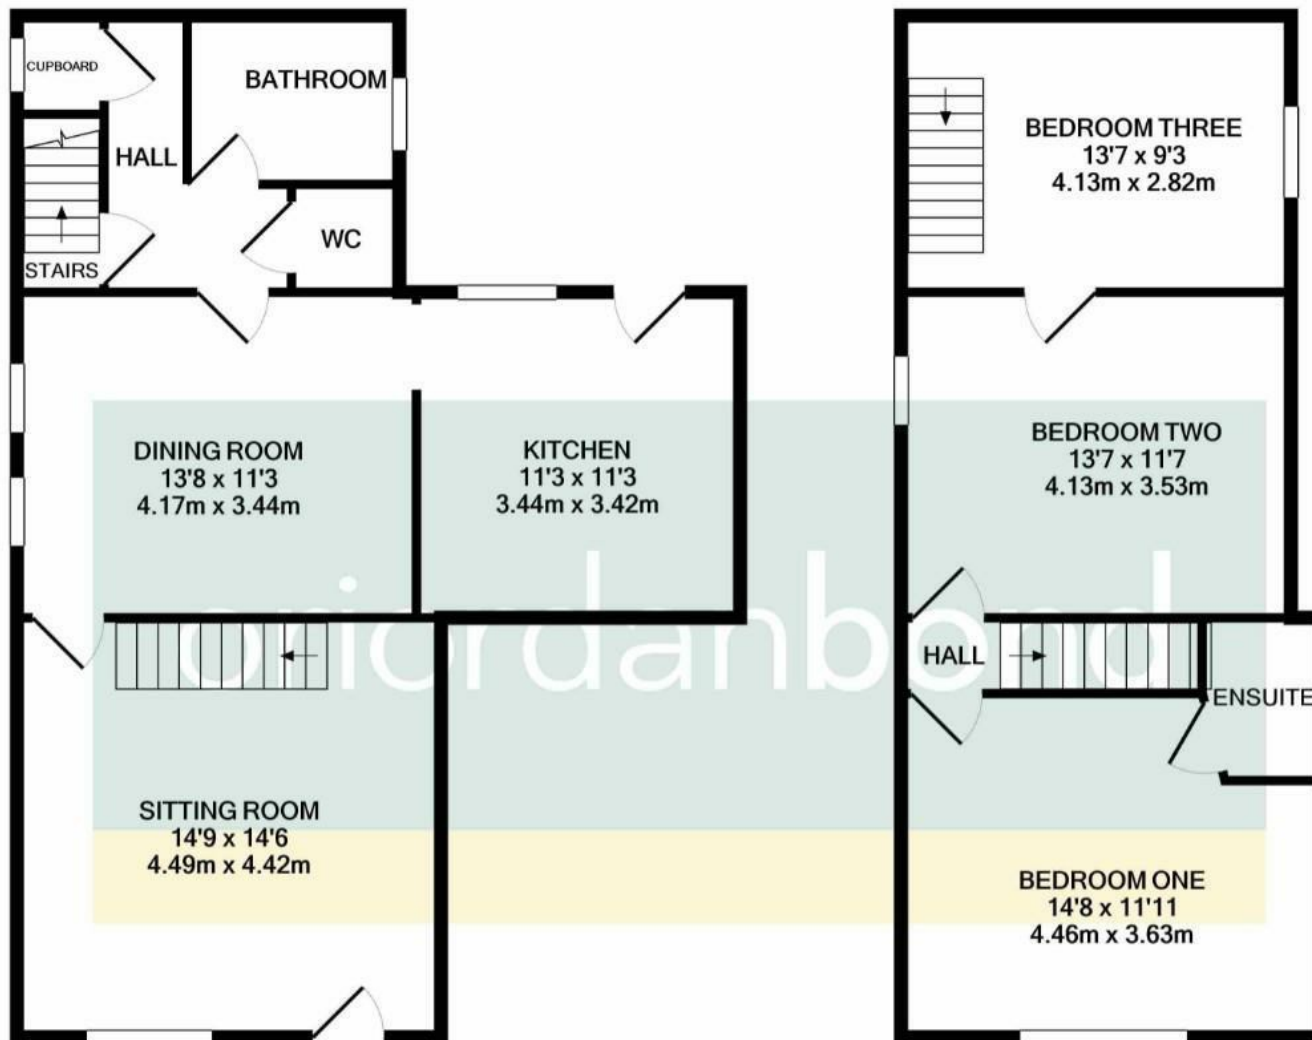 CUPBOARD
BATHROOM
HALL
WC
STAIRS
DINING ROOM
13'8 x 11'3
4.17m x 3.44m
KITCHEN
11'3 x 11'3
3.44m x 3.42m
SITTING ROOM
14'9 x 14'6
4.49m x 4.42m
BEDROOM THREE
13'7 x 9'3
4.13m x 2.82m
BEDROOM TWO
13'7 x 11'7
4.13m x 3.53m
HALL
ENSUITE
BEDROOM ONE
14'8 x 11'11
4.46m x 3.63m
oriordanbond